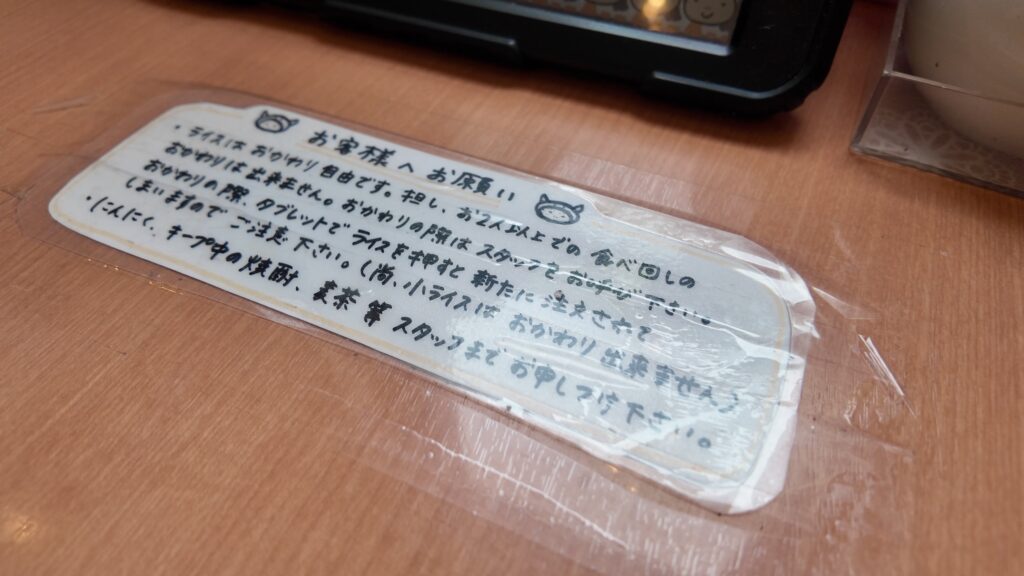 お客様へお願い
・ライスはおかわり自由です。担し、お2人以上での食べ回しの
おかわりは出来ません。おかわりの際はスタッフをお呼び下さい。
おかわりの際、タブレットでライスを押すと新たに注文されて
しまいますのでご注意下さい。(尚、小ライスはおかわり出来ません)
・にんにく、キープ中の焼酎、麦茶等スタッフまでお申しつけ下さい。